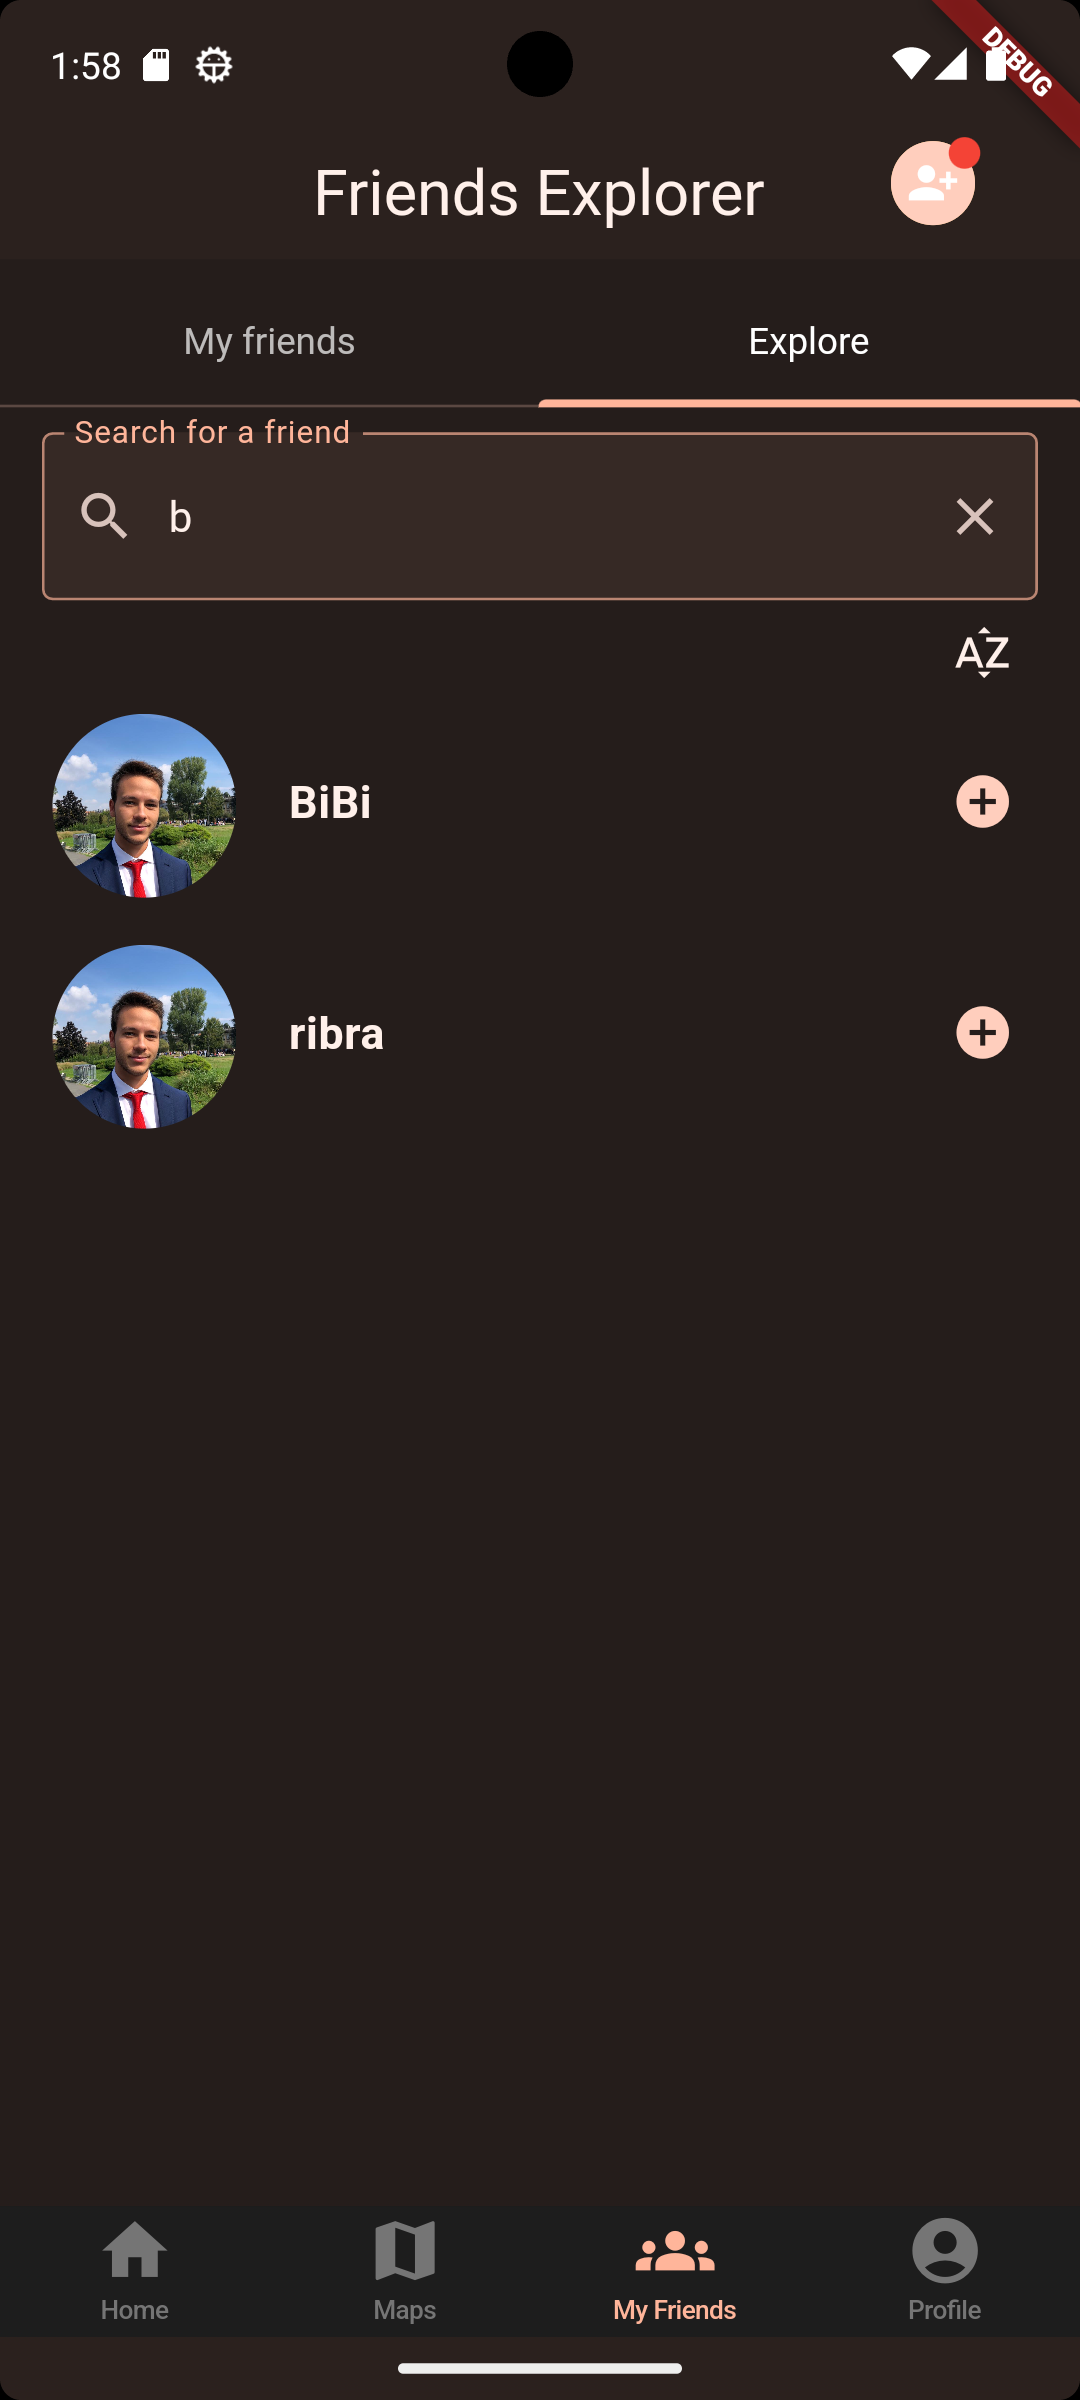 1:58
DEBUG
Friends Explorer
My friends
Explore
Search for a friend
b
AZ
BiBi
ribra
Home
Maps
My Friends
Profile